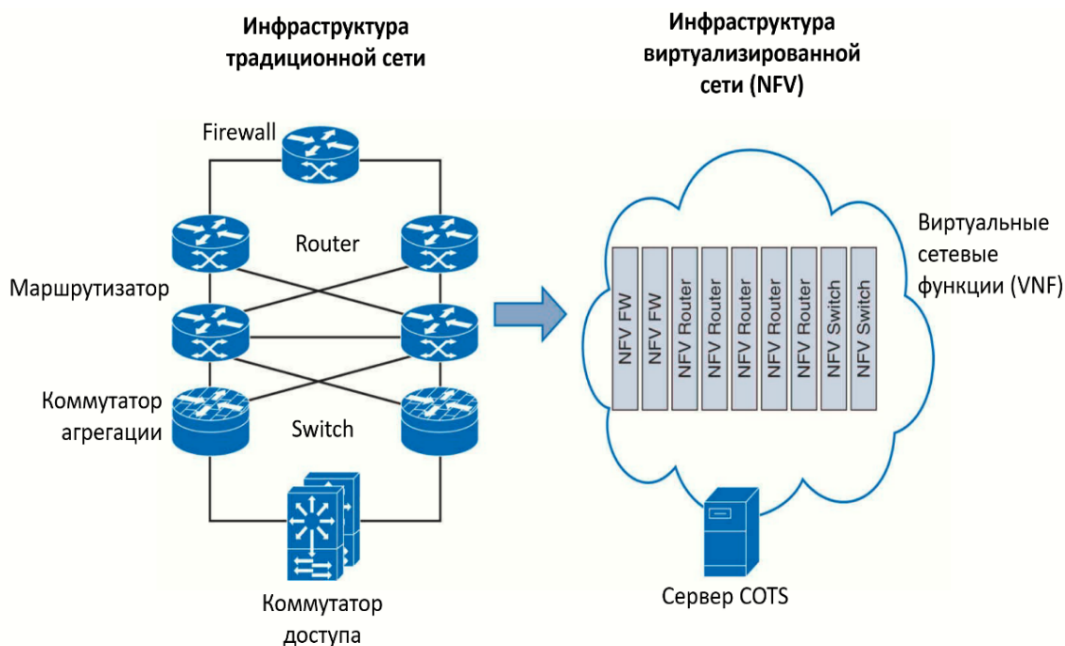 Инфраструктура
традиционной сети
Инфраструктура
виртуализированной
сети (NFV)
Firewall
Router
Маршрутизатор
Коммутатор
агрегации
Switch
Коммутатор
доступа
NFV FW
NFV FW
NFV Router
NFV Router
NFV Router
NFV Router
NFV Router
NFV Switch
NFV Switch
Виртуальные
сетевые
функции (VNF)
Сервер COTS